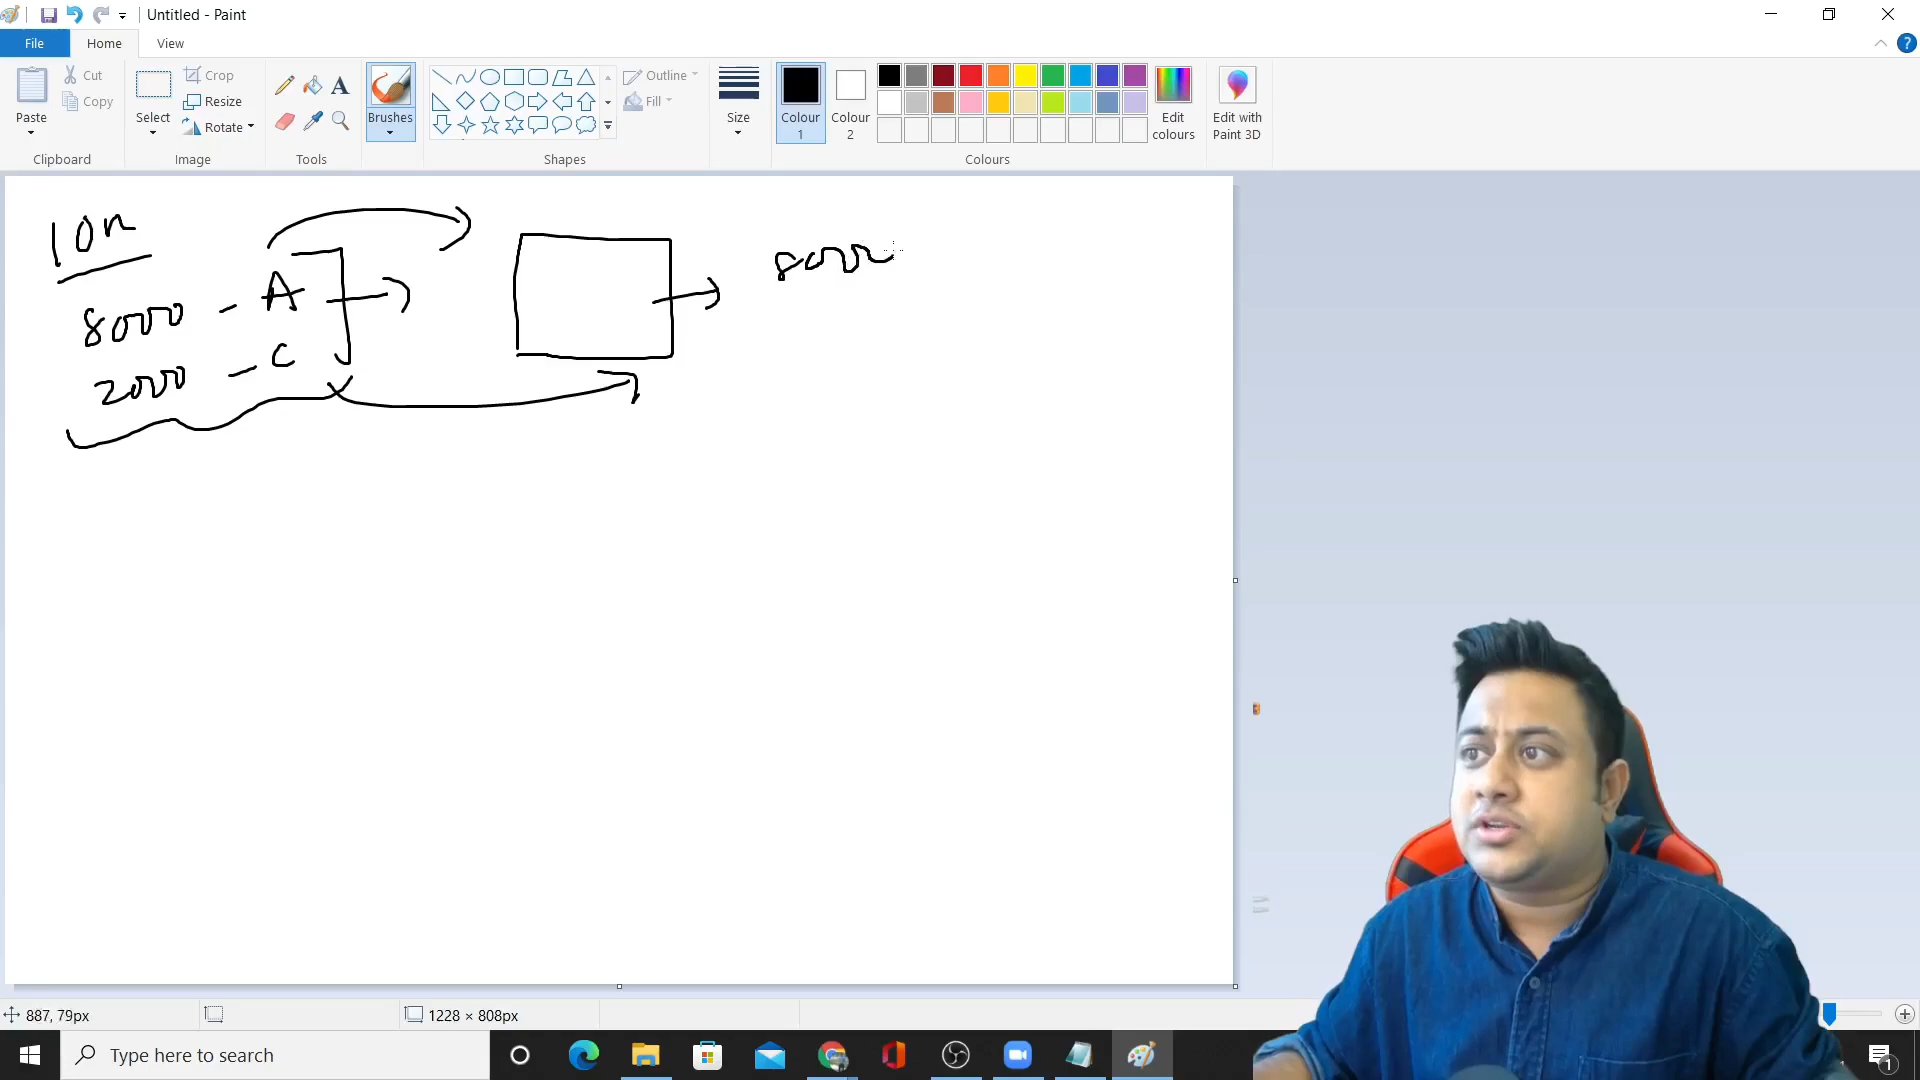 Untitled - Paint
File Home View
Paste
Cut
Copy
Clipboard
Select
Crop
Resize
Rotate
Image
Tools
Brushes
Shapes
Outline
Fill
Size
Colour 1
Colour 2
Edit colours
Colours
Edit with Paint 3D
8000 - A
2000 - C
887, 79px
1228 × 808px
Type here to search
1